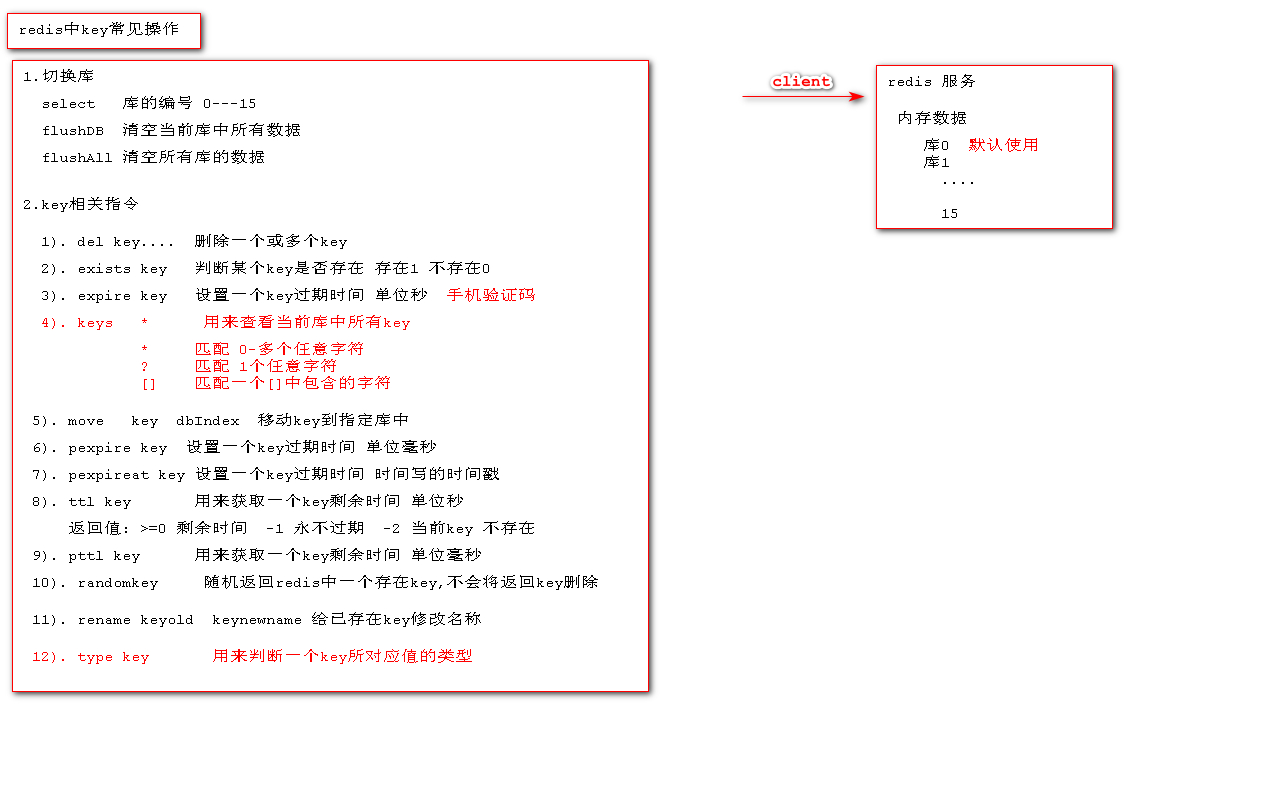 redis中key常见操作
1.切换库
select 库的编号 0---15
flushDB 清空当前库中所有数据
flushAll 清空所有库的数据
2.key相关指令
1). del key.... 删除一个或多个key
2). exists key 判断某个key是否存在 存在1 不存在0
3). expire key 设置一个key过期时间 单位秒 手机验证码
4). keys * 用来查看当前库中所有key
* 匹配 0-多个任意字符
? 匹配 1个任意字符
[] 匹配一个[]中包含的字符
5). move key dbIndex 移动key到指定库中
6). pexpire key 设置一个key过期时间 单位毫秒
7). pexpireat key 设置一个key过期时间 时间写的时间戳
8). ttl key 用来获取一个key剩余时间 单位秒
返回值: >=0 剩余时间 -1 永不过期 -2 当前key 不存在
9). pttl key 用来获取一个key剩余时间 单位毫秒
10). randomkey 随机返回redis中一个存在key,不会将返回key删除
11). rename keyold keynewname 给已存在key修改名称
12). type key 用来判断一个key所对应值的类型
client
redis 服务
内存数据
库0 默认使用
库1
....
15